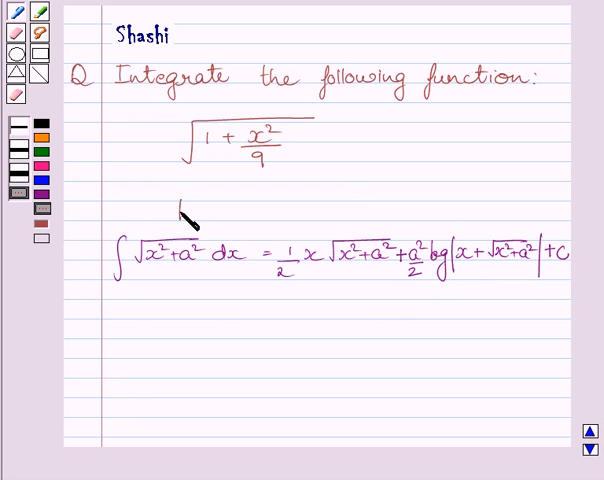 Shashi
Q Integrate the following function:
√(1 + x²/9)
∫ √(x²+a²) dx = 1/2 x √(x²+a²) + a²/2 log|x + √(x²+a²)| + C